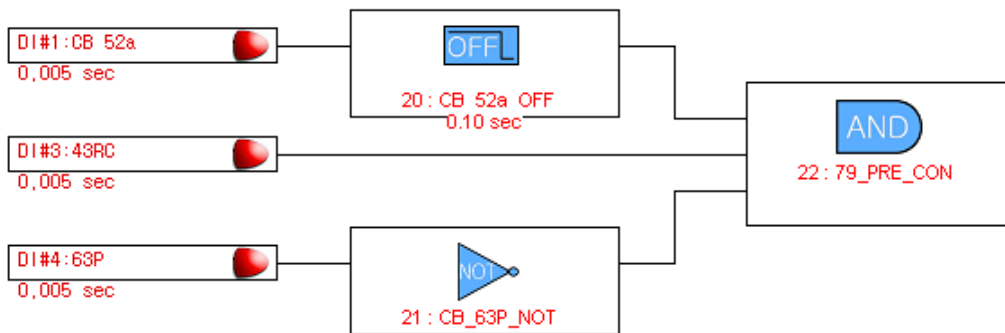 DI#1:CB 52a
0,005 sec
OFF
20 : CB 52a OFF
0.10 sec
AND
22 : 79_PRE_CON
DI#3:43RC
0,005 sec
DI#4:63P
0,005 sec
NOT
21 : CB_63P_NOT